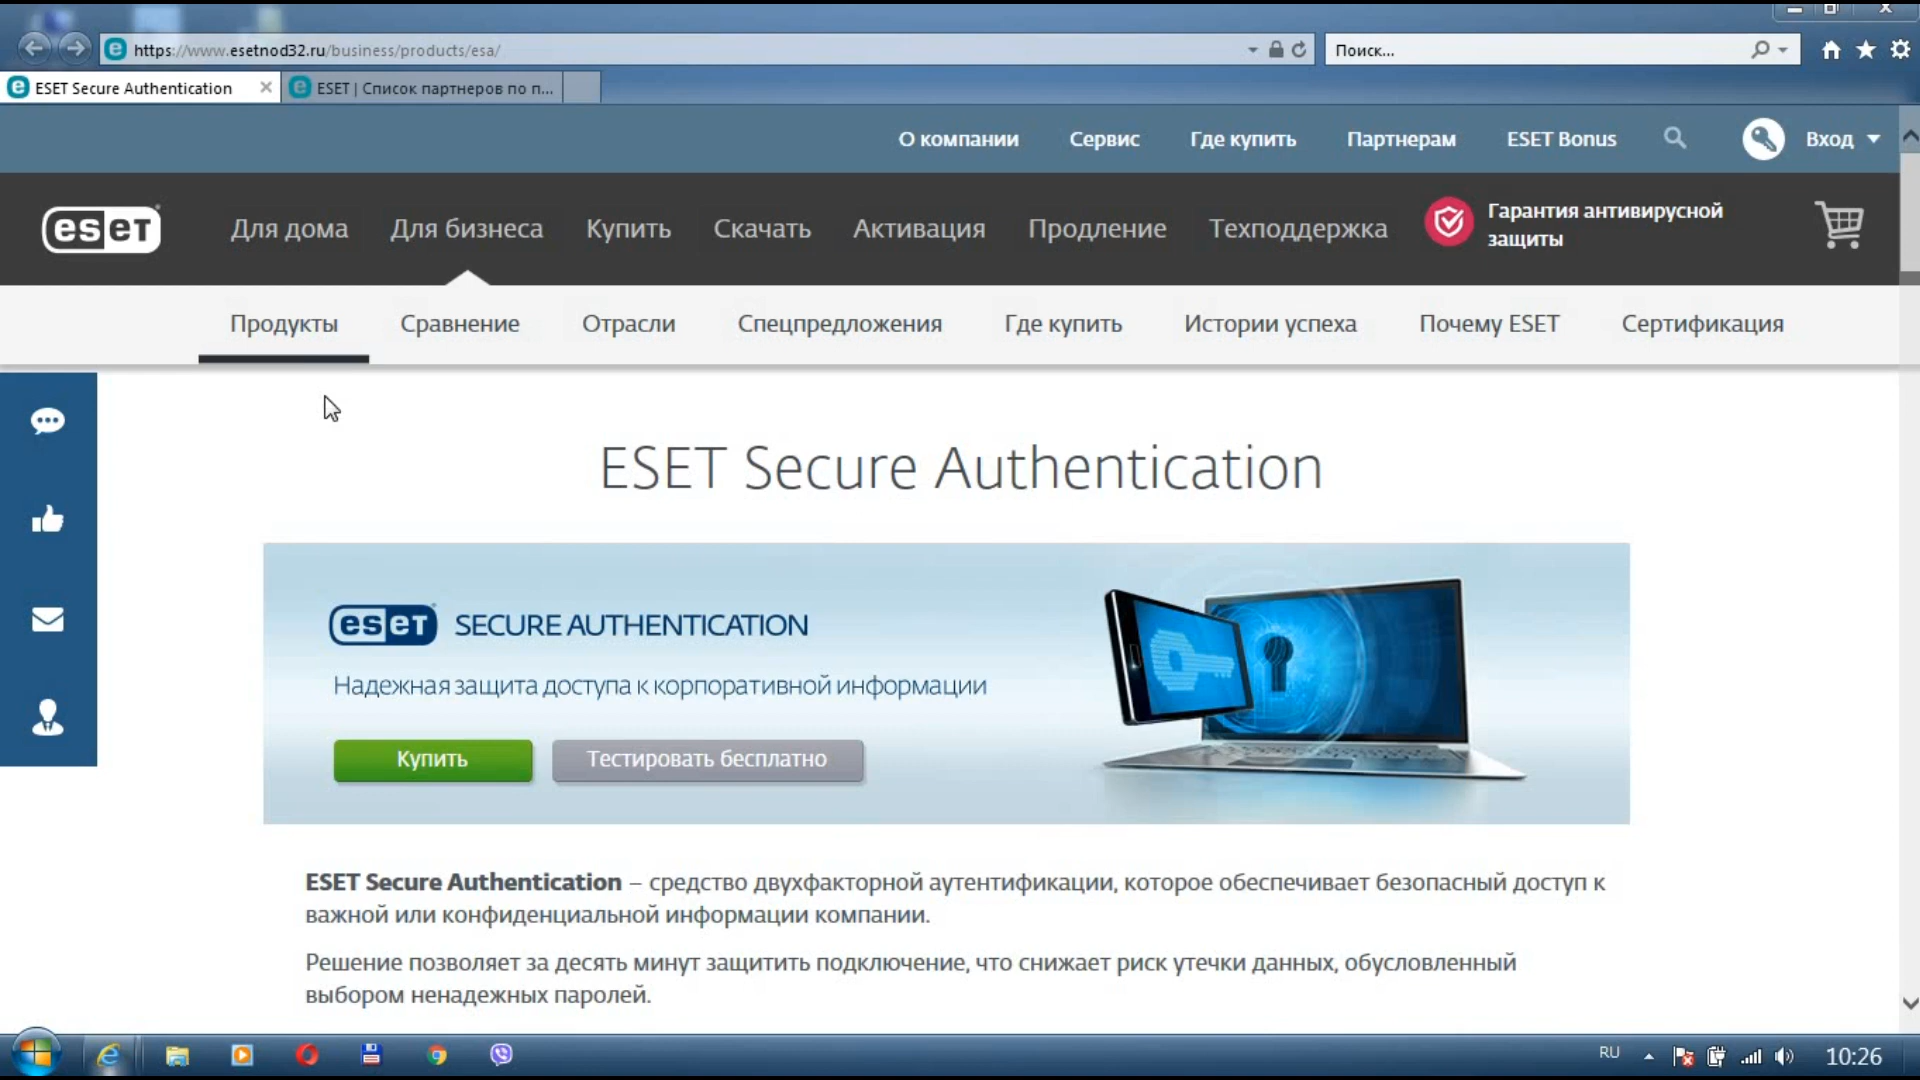 https://www.esetnod32.ru/business/products/esa/
Поиск...
ESET Secure Authentication
ESET | Список партнеров по п...
О компании
Сервис
Где купить
Партнерам
ESET Bonus
Вход
eset
Для дома
Для бизнеса
Купить
Скачать
Активация
Продление
Техподдержка
Гарантия антивирусной
защиты
Продукты
Сравнение
Отрасли
Спецпредложения
Где купить
Истории успеха
Почему ESET
Сертификация
ESET Secure Authentication
eset SECURE AUTHENTICATION
Надежная защита доступа к корпоративной информации
Купить
Тестировать бесплатно
ESET Secure Authentication – средство двухфакторной аутентификации, которое обеспечивает безопасный доступ к
важной или конфиденциальной информации компании.
Решение позволяет за десять минут защитить подключение, что снижает риск утечки данных, обусловленный
выбором ненадежных паролей.
RU
10:26